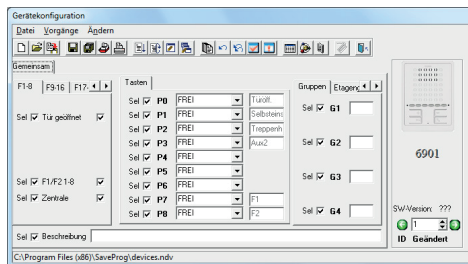 Gerätekonfiguration
Datei Vorgänge Ändern
Gemeinsam
F1-8 F9-16 F17-
Tasten
Gruppen Etagenc
Sel Tür geöffnet
Sel F1/F2 1-8
Sel Zentrale
Sel P0 FREI Türöff.
Sel P1 FREI Selbsteins
Sel P2 FREI Treppenh
Sel P3 FREI Aux2
Sel P4 FREI
Sel P5 FREI
Sel P6 FREI
Sel P7 FREI F1
Sel P8 FREI F2
Sel G1
Sel G2
Sel G3
Sel G4
6901
SW-Version: ???
1
ID Geändert
Sel Beschreibung
C:\Program Files (x86)\SaveProg\devices.ndv